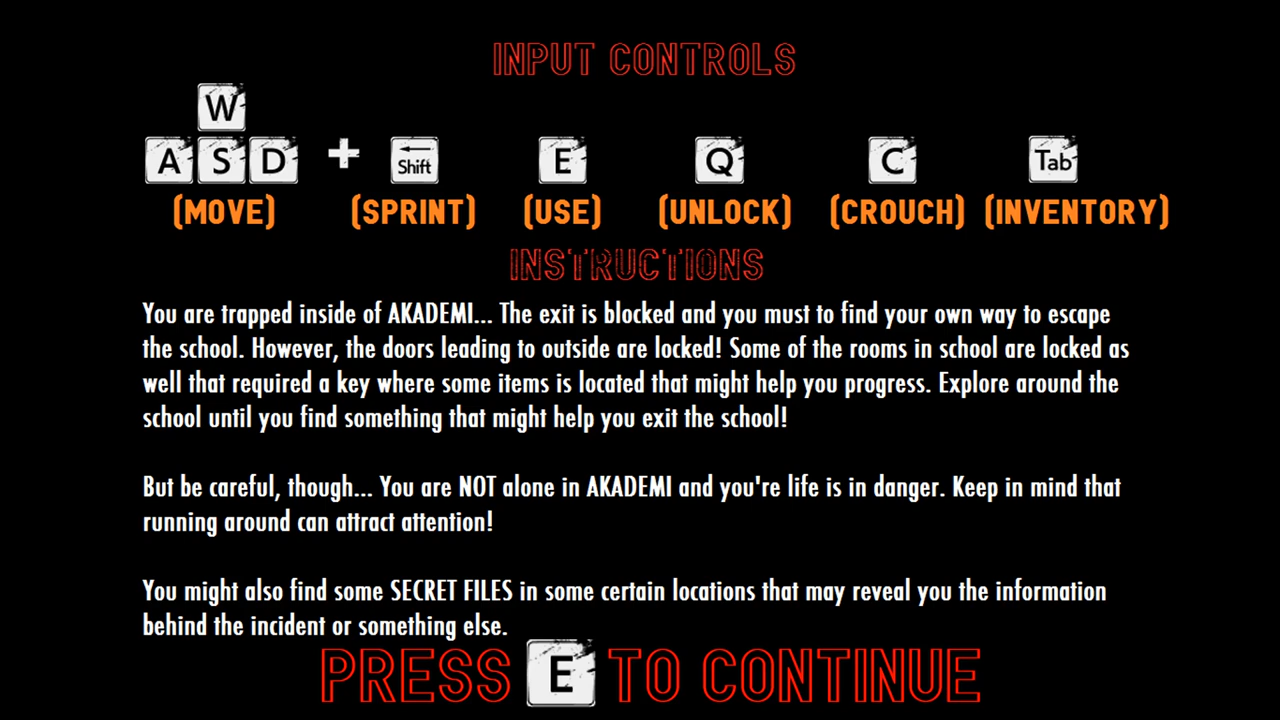 INPUT CONTROLS
W
A S D + Shift E Q C Tab
(MOVE) (SPRINT) (USE) (UNLOCK) (CROUCH) (INVENTORY)
INSTRUCTIONS
You are trapped inside of AKADEMI... The exit is blocked and you must to find your own way to escape
the school. However, the doors leading to outside are locked! Some of the rooms in school are locked as
well that required a key where some items is located that might help you progress. Explore around the
school until you find something that might help you exit the school!
But be careful, though... You are NOT alone in AKADEMI and you're life is in danger. Keep in mind that
running around can attract attention!
You might also find some SECRET FILES in some certain locations that may reveal you the information
behind the incident or something else.
PRESS E TO CONTINUE